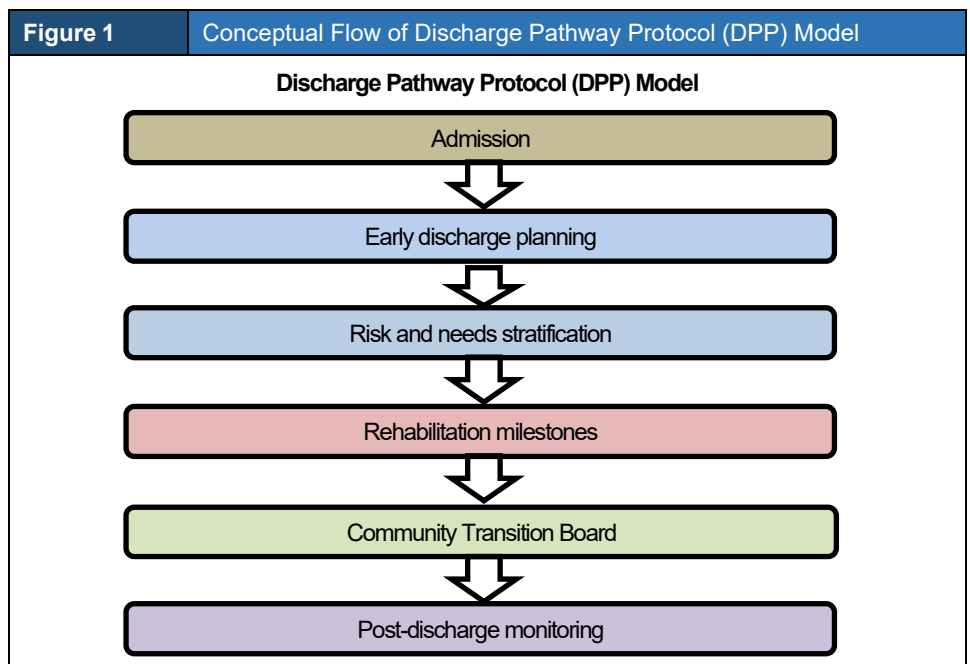 Figure 1 Conceptual Flow of Discharge Pathway Protocol (DPP) Model
Discharge Pathway Protocol (DPP) Model
Admission
Early discharge planning
Risk and needs stratification
Rehabilitation milestones
Community Transition Board
Post-discharge monitoring